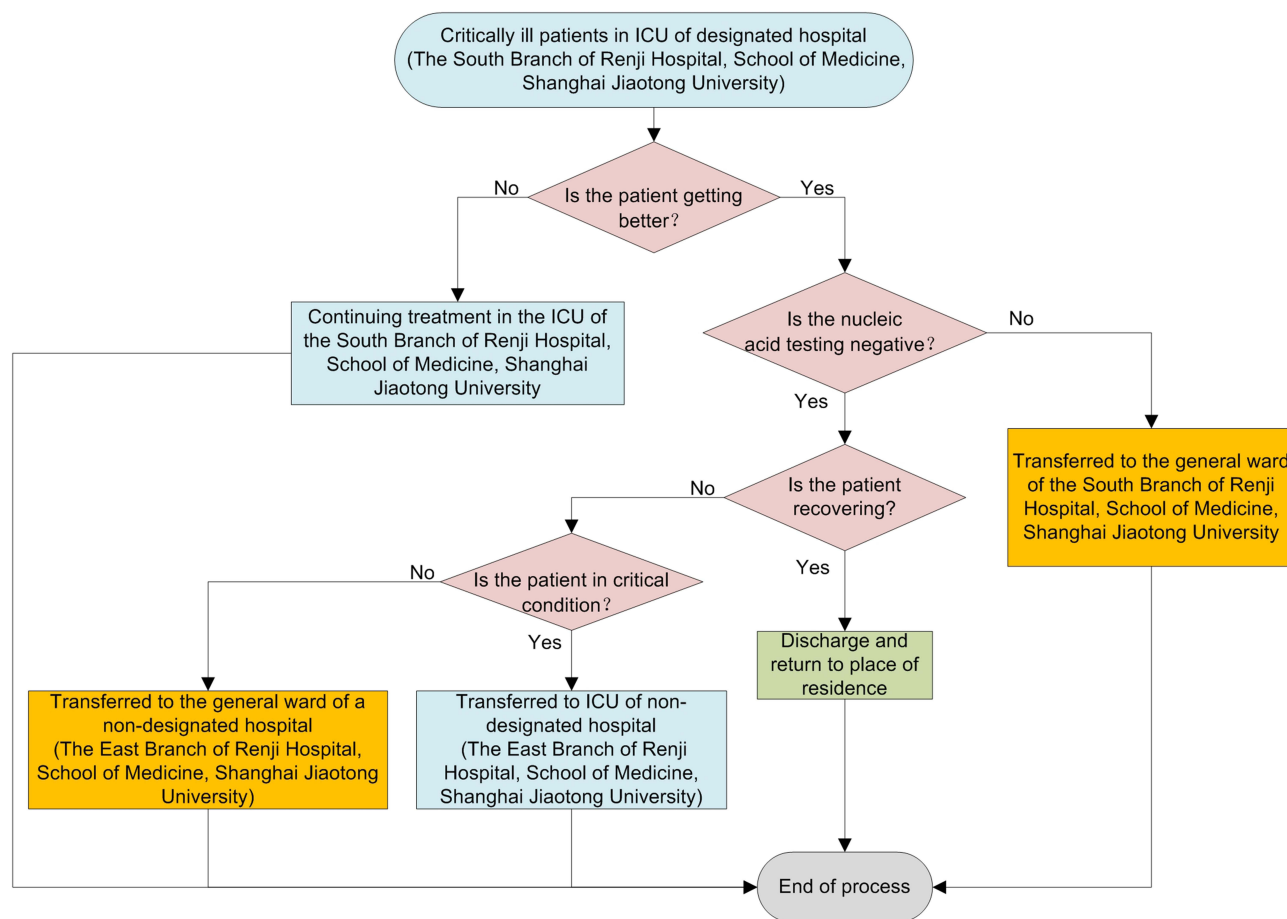 Critically ill patients in ICU of designated hospital
(The South Branch of Renji Hospital, School of Medicine,
Shanghai Jiaotong University)
No
Yes
Is the patient getting
better？
Continuing treatment in the ICU of
the South Branch of Renji Hospital,
School of Medicine, Shanghai
Jiaotong University
Is the nucleic
acid testing negative？
No
Yes
Transferred to the general ward
of the South Branch of Renji
Hospital, School of Medicine,
Shanghai Jiaotong University
Is the patient
recovering?
No
Yes
Is the patient in critical
condition？
No
Yes
Discharge and
return to place of
residence
Transferred to the general ward of a
non-designated hospital
(The East Branch of Renji Hospital,
School of Medicine, Shanghai Jiaotong
University)
Transferred to ICU of non-
designated hospital
(The East Branch of Renji
Hospital, School of Medicine,
Shanghai Jiaotong University)
End of process